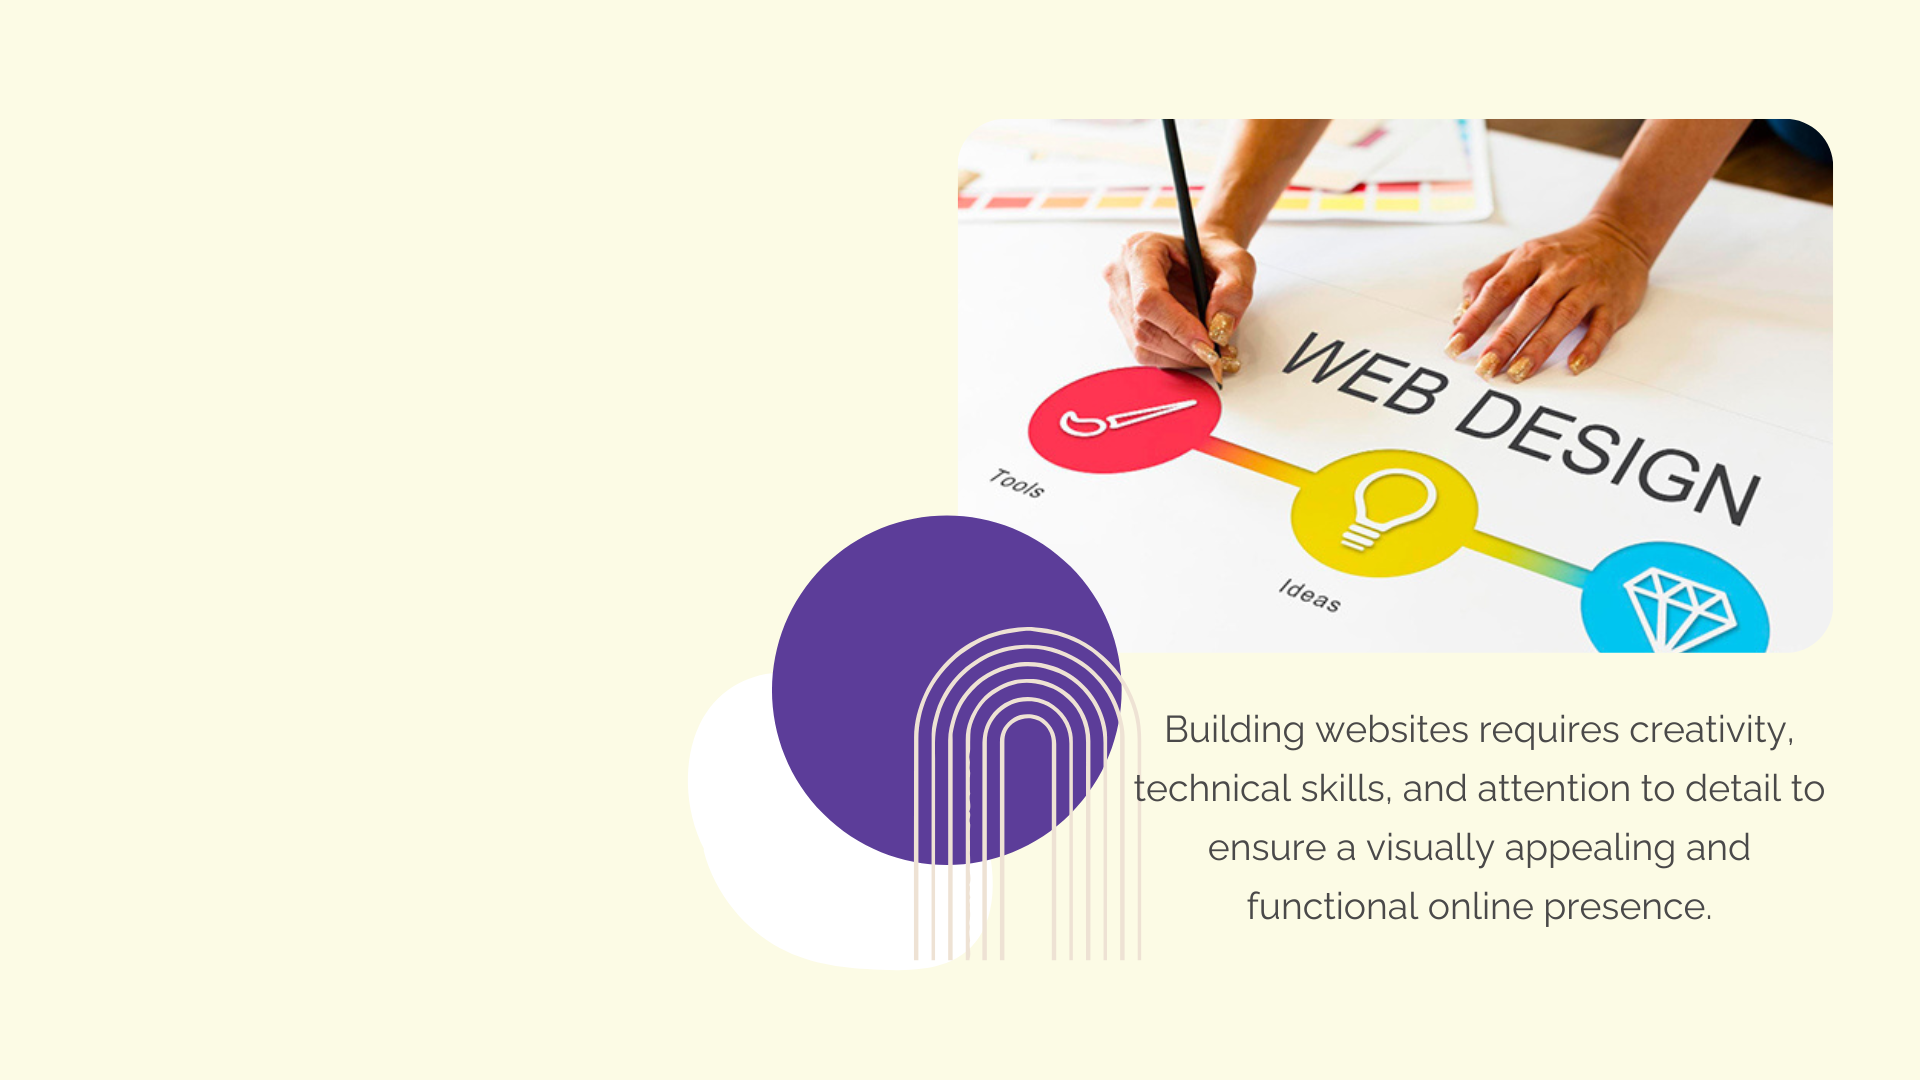 WEB DESIGN
Tools
Ideas
Building websites requires creativity,
technical skills, and attention to detail to
ensure a visually appealing and
functional online presence.